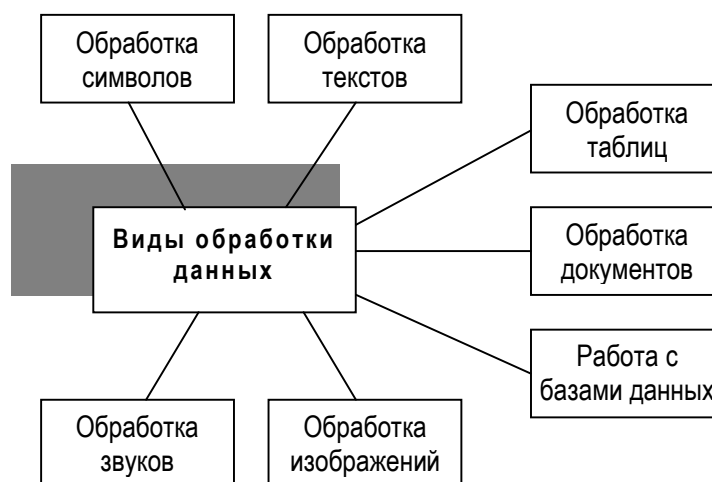 Обработка
символов
Обработка
текстов
Обработка
таблиц
Виды обработки
данных
Обработка
документов
Работа с
базами данных
Обработка
звуков
Обработка
изображений